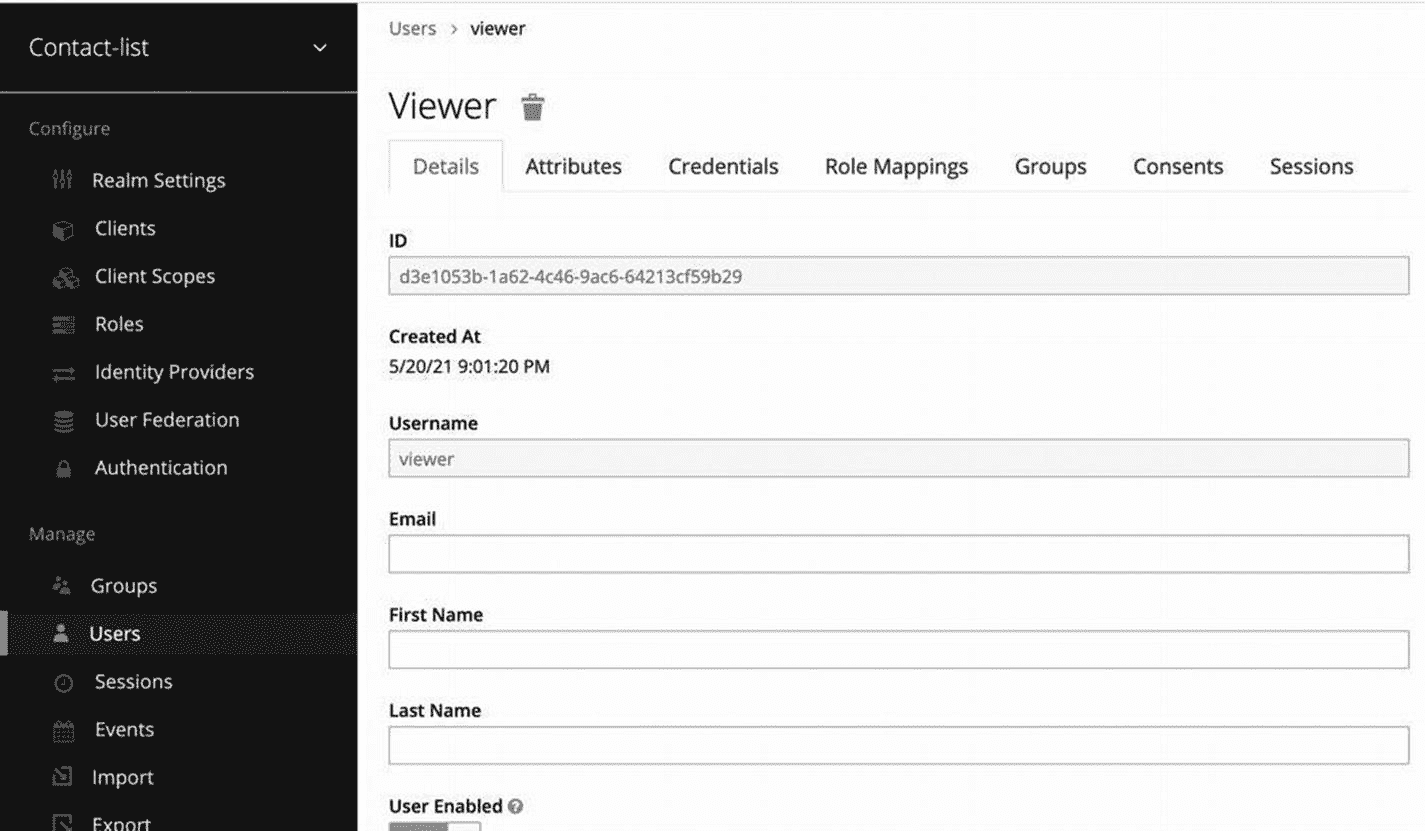 Contact-list
Configure
Realm Settings
Clients
Client Scopes
Roles
Identity Providers
User Federation
Authentication
Manage
Groups
Users
Sessions
Events
Import
Export
Users > viewer
Viewer
Details Attributes Credentials Role Mappings Groups Consents Sessions
ID
d3e1053b-1a62-4c46-9ac6-64213cf59b29
Created At
5/20/21 9:01:20 PM
Username
viewer
Email
First Name
Last Name
User Enabled ?